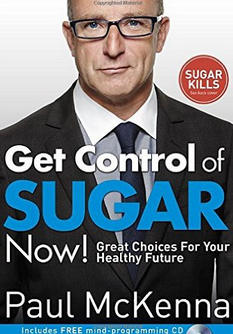 SUGAR
KILLS
See back cover
Get Control of
SUGAR
Now! Great Choices For Your
Healthy Future
Paul McKenna
Includes FREE mind-programming CD